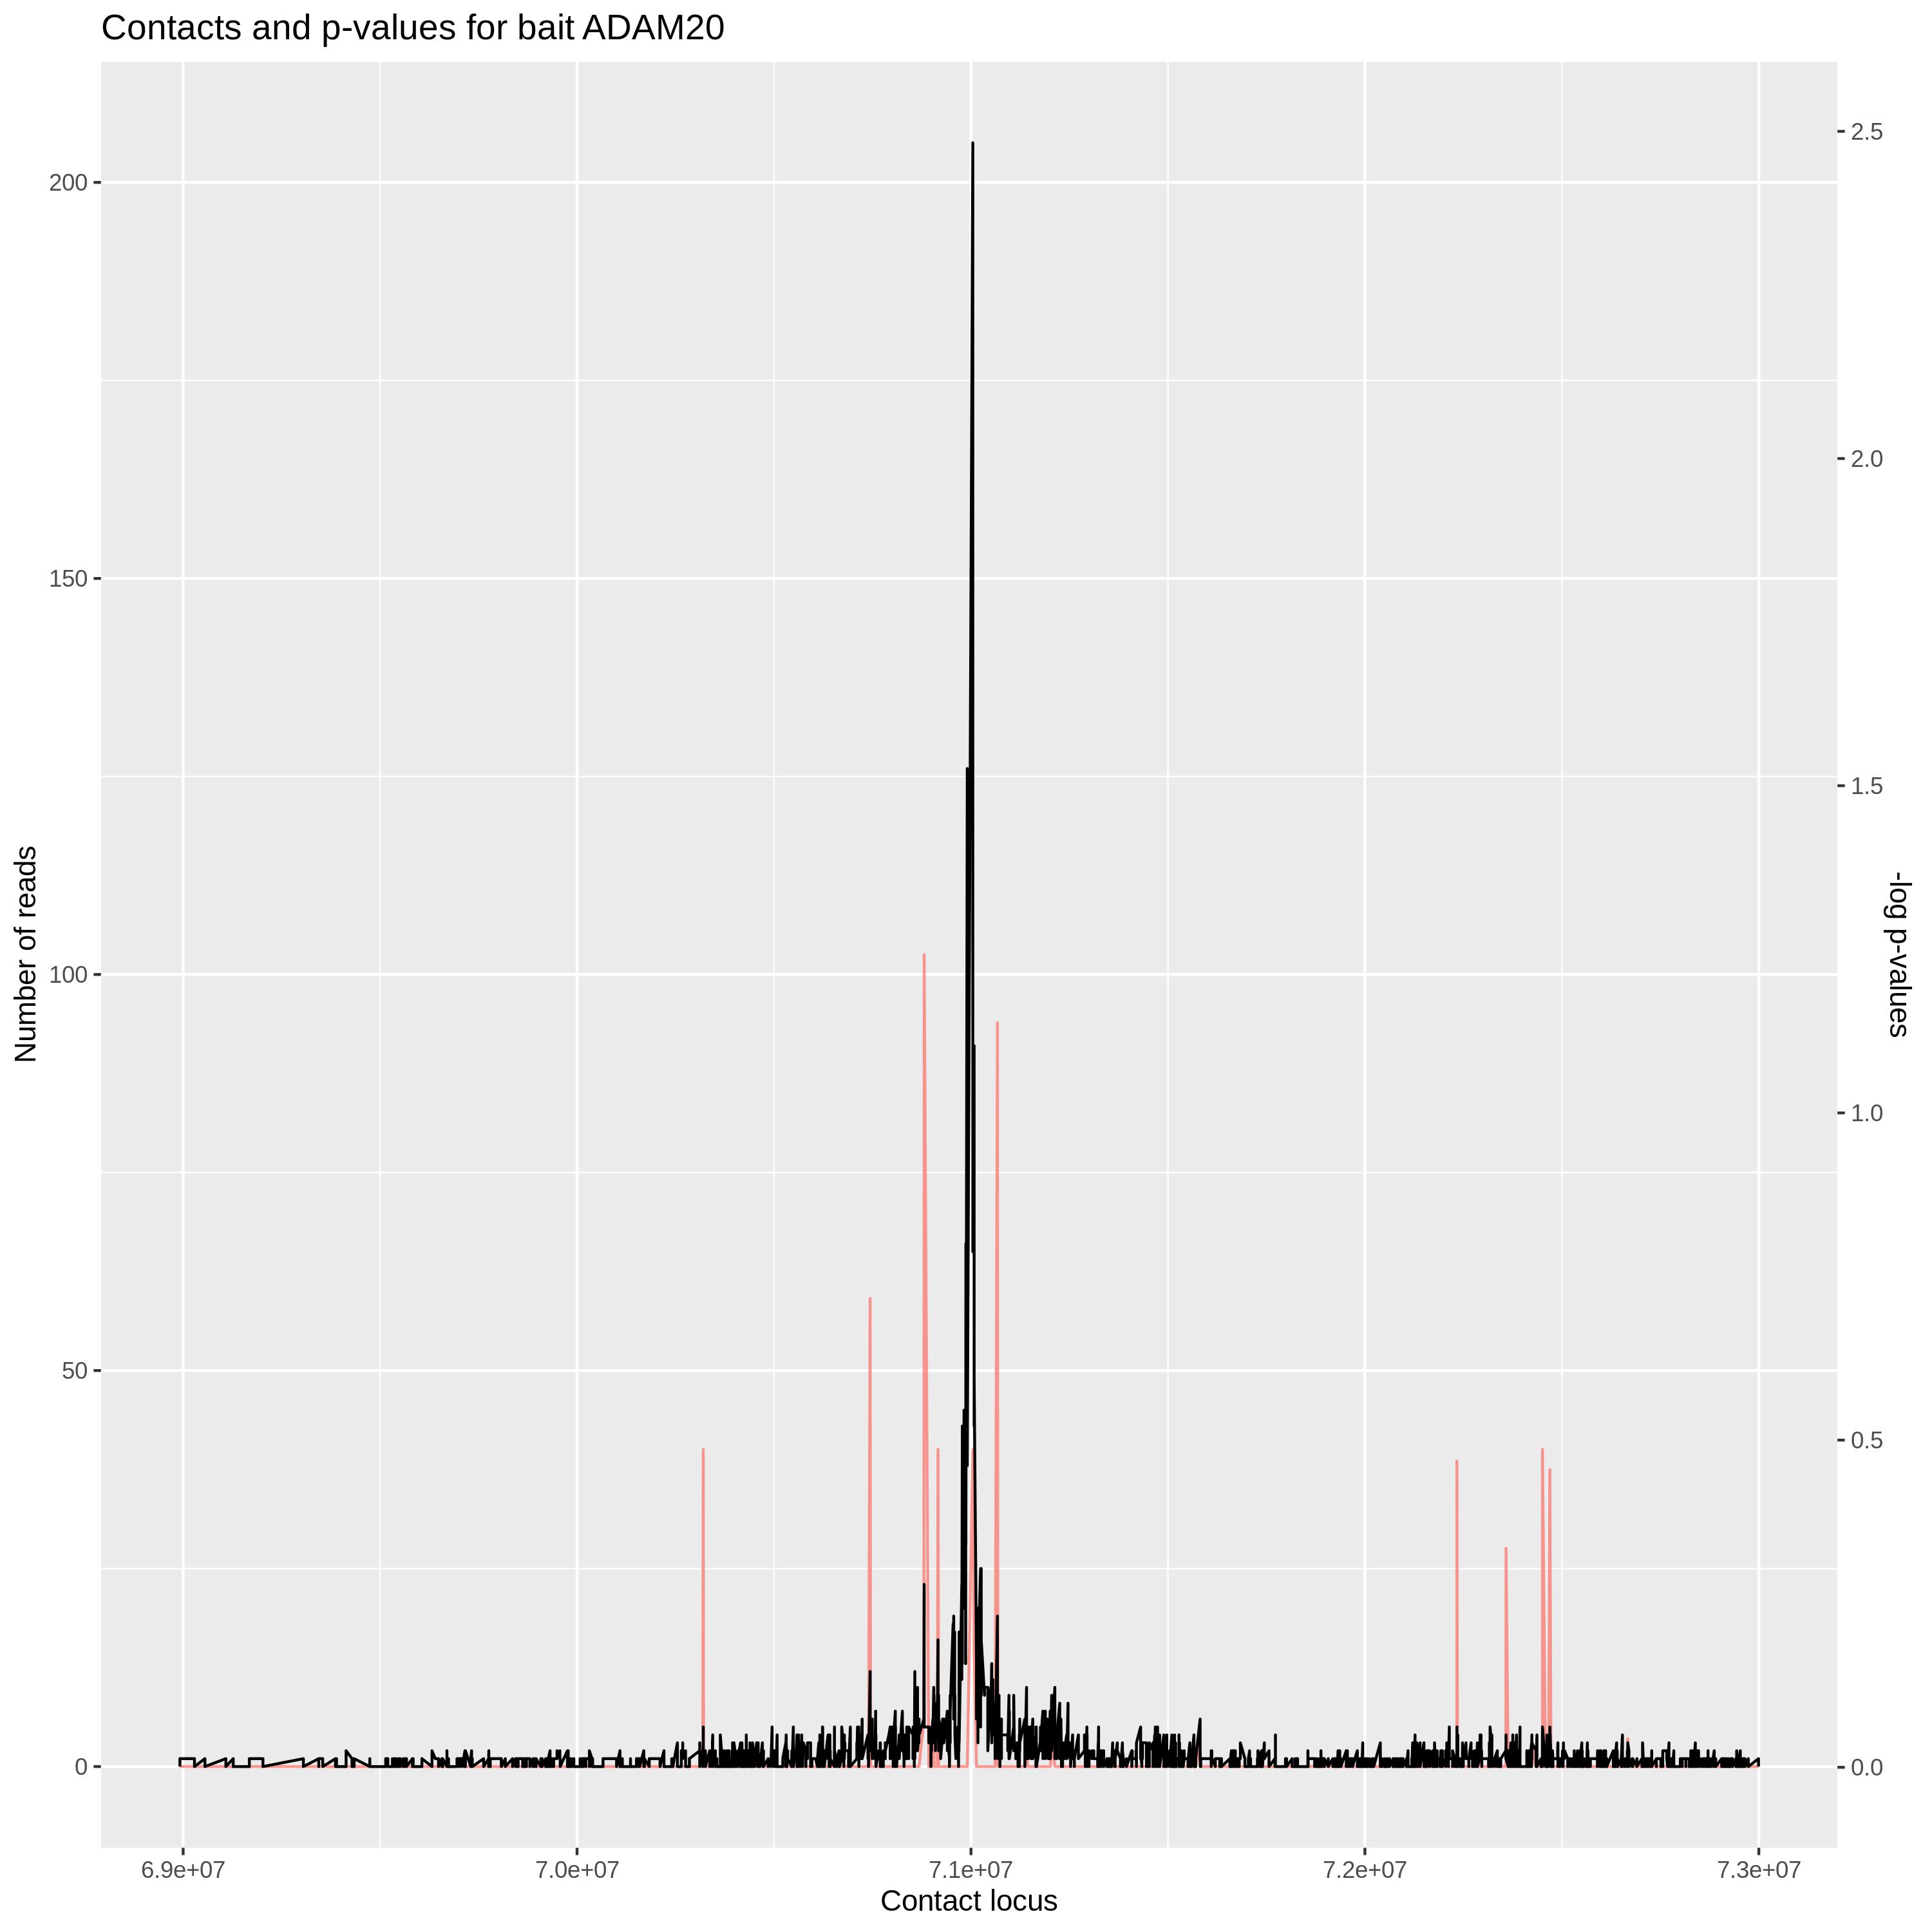 Contacts and p-values for bait ADAM20
Number of reads
200
150
100
50
0
2.5
2.0
1.5
1.0
0.5
0.0
-log p-values
6.9e+07
7.0e+07
7.1e+07
7.2e+07
7.3e+07
Contact locus